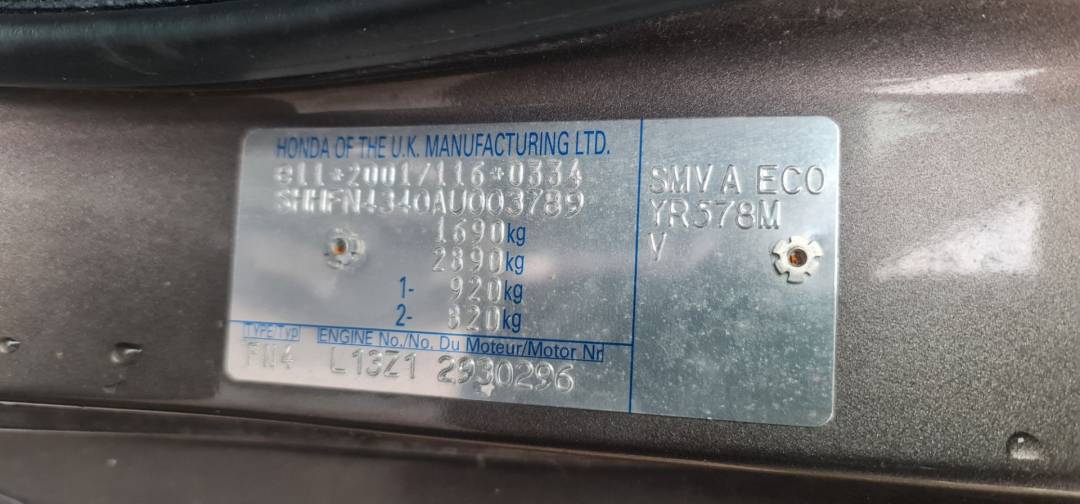 HONDA OF THE U.K. MANUFACTURING LTD.
e11*2001/116*0334
SHHFN4340AU003789
1690kg
2890kg
1- 920kg
2- 820kg
TYPE/Typ ENGINE No./No. Du Moteur/Motor Nr
FN4 L13Z1 2930296
SMV A ECO
YR578M
V